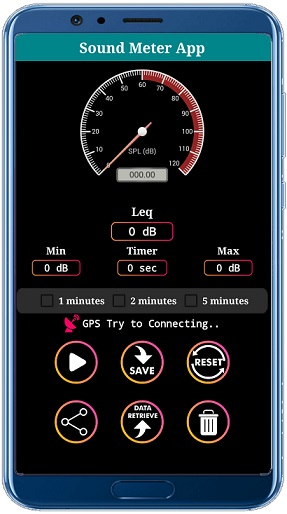 Sound Meter App
0 10 20 30 40 50 60 70 80 90 100 110 120
SPL (dB)
000.00
Leq
0 dB
Min Timer Max
0 dB 0 sec 0 dB
1 minutes 2 minutes 5 minutes
GPS Try to Connecting..
SAVE RESET
DATA
RETRIEVE